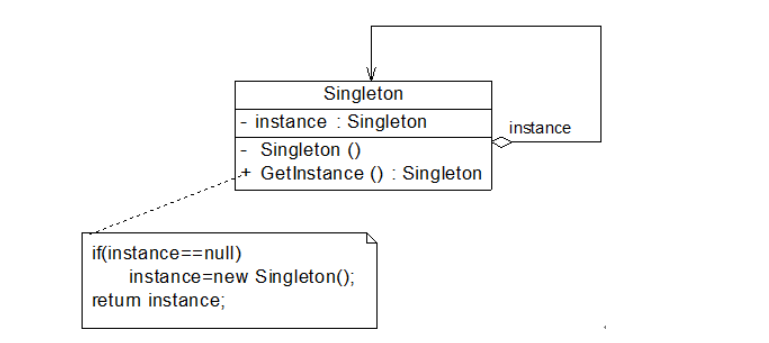 Singleton
- instance : Singleton
instance
- Singleton ()
+ GetInstance () : Singleton
if(instance==null)
instance=new Singleton();
return instance;